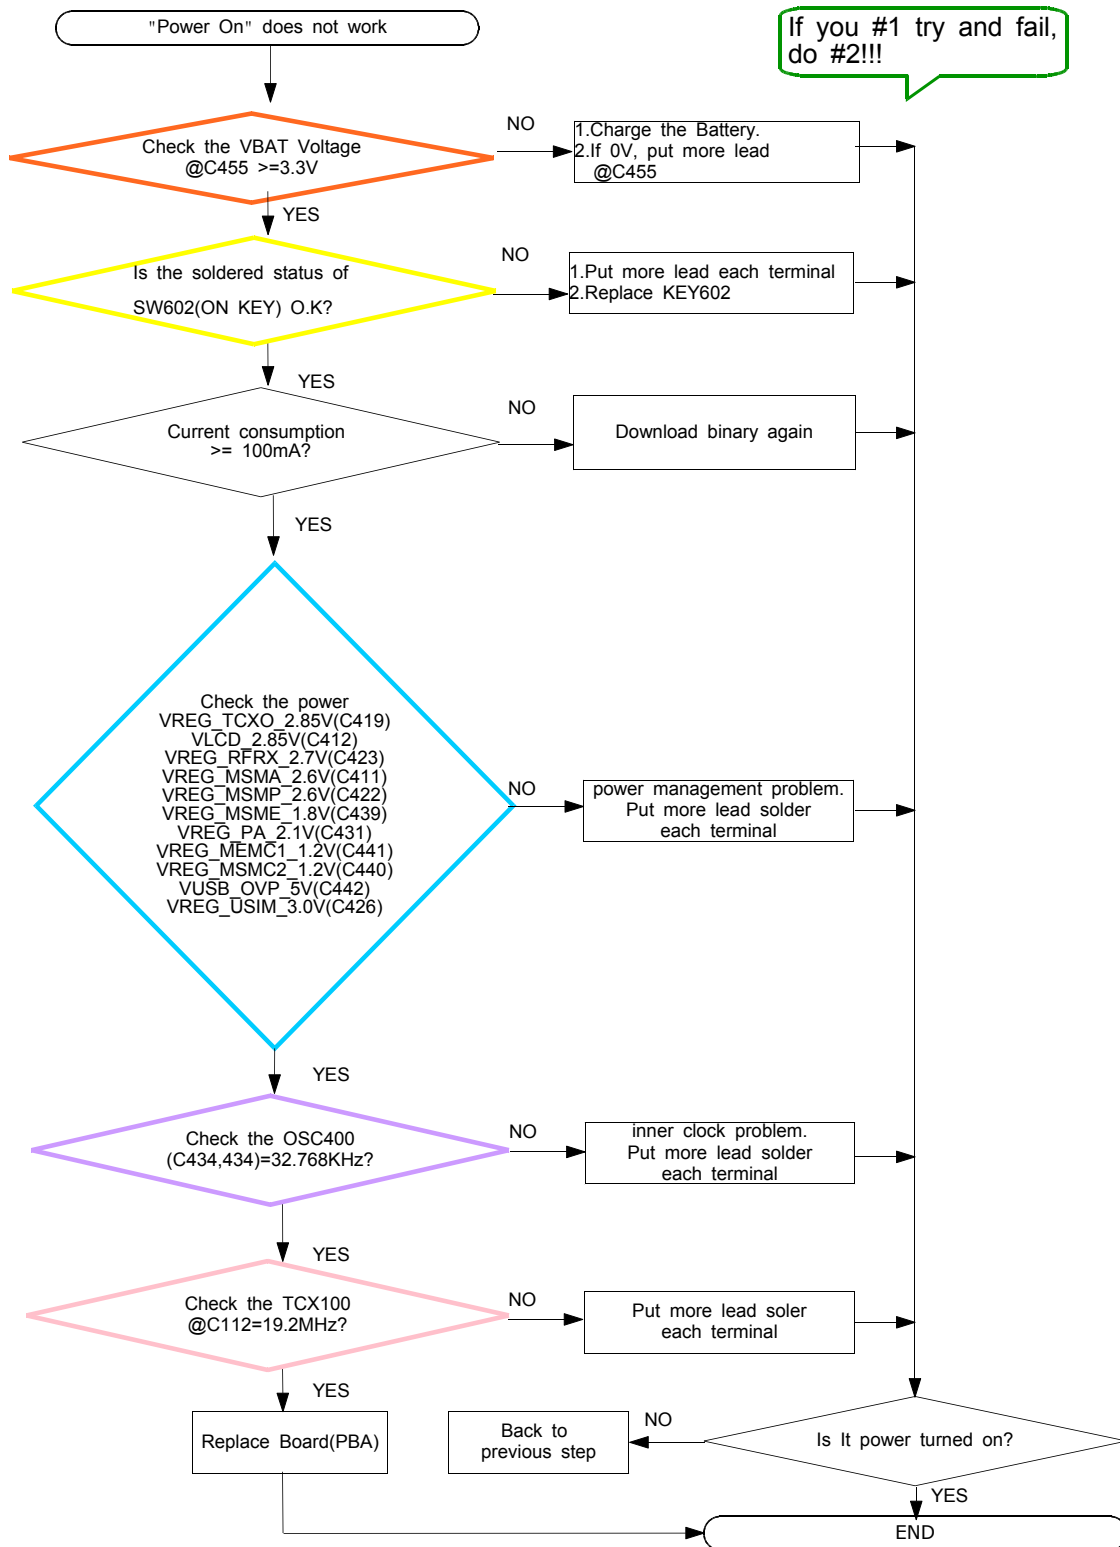 "Power On" does not work
If you #1 try and fail,
do #2!!!
Check the VBAT Voltage
@C455 >=3.3V
NO
1.Charge the Battery.
2.If 0V, put more lead
@C455
YES
Is the soldered status of
SW602(ON KEY) O.K?
NO
1.Put more lead each terminal
2.Replace KEY602
YES
Current consumption
>= 100mA?
NO
Download binary again
YES
Check the power
VREG_TCXO_2.85V(C419)
VLCD_2.85V(C412)
VREG_RFRX_2.7V(C423)
VREG_MSMA_2.6V(C411)
VREG_MSMP_2.6V(C422)
VREG_MSME_1.8V(C439)
VREG_PA_2.1V(C431)
VREG_MEMC1_1.2V(C441)
VREG_MSMC2_1.2V(C440)
VUSB_OVP_5V(C442)
VREG_USIM_3.0V(C426)
NO
power management problem.
Put more lead solder
each terminal
YES
Check the OSC400
(C434,434)=32.768KHz?
NO
inner clock problem.
Put more lead solder
each terminal
YES
Check the TCX100
@C112=19.2MHz?
NO
Put more lead soler
each terminal
YES
Replace Board(PBA)
Back to
previous step
NO
Is It power turned on?
YES
END